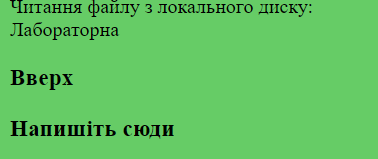 Читання файлу з локального диску:
Лабораторна
Вверх
Напишіть сюди